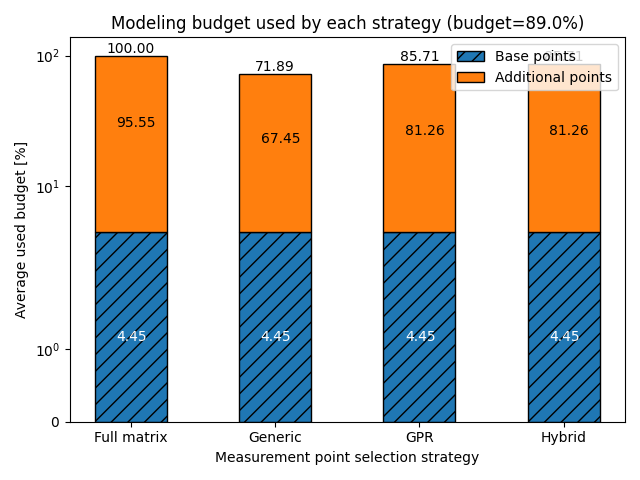 Modeling budget used by each strategy (budget=89.0%)
100.00
71.89
85.71
Base points
Additional points
95.55
67.45
81.26
81.26
4.45
4.45
4.45
4.45
10²
10¹
10⁰
0
Average used budget [%]
Full matrix
Generic
GPR
Hybrid
Measurement point selection strategy